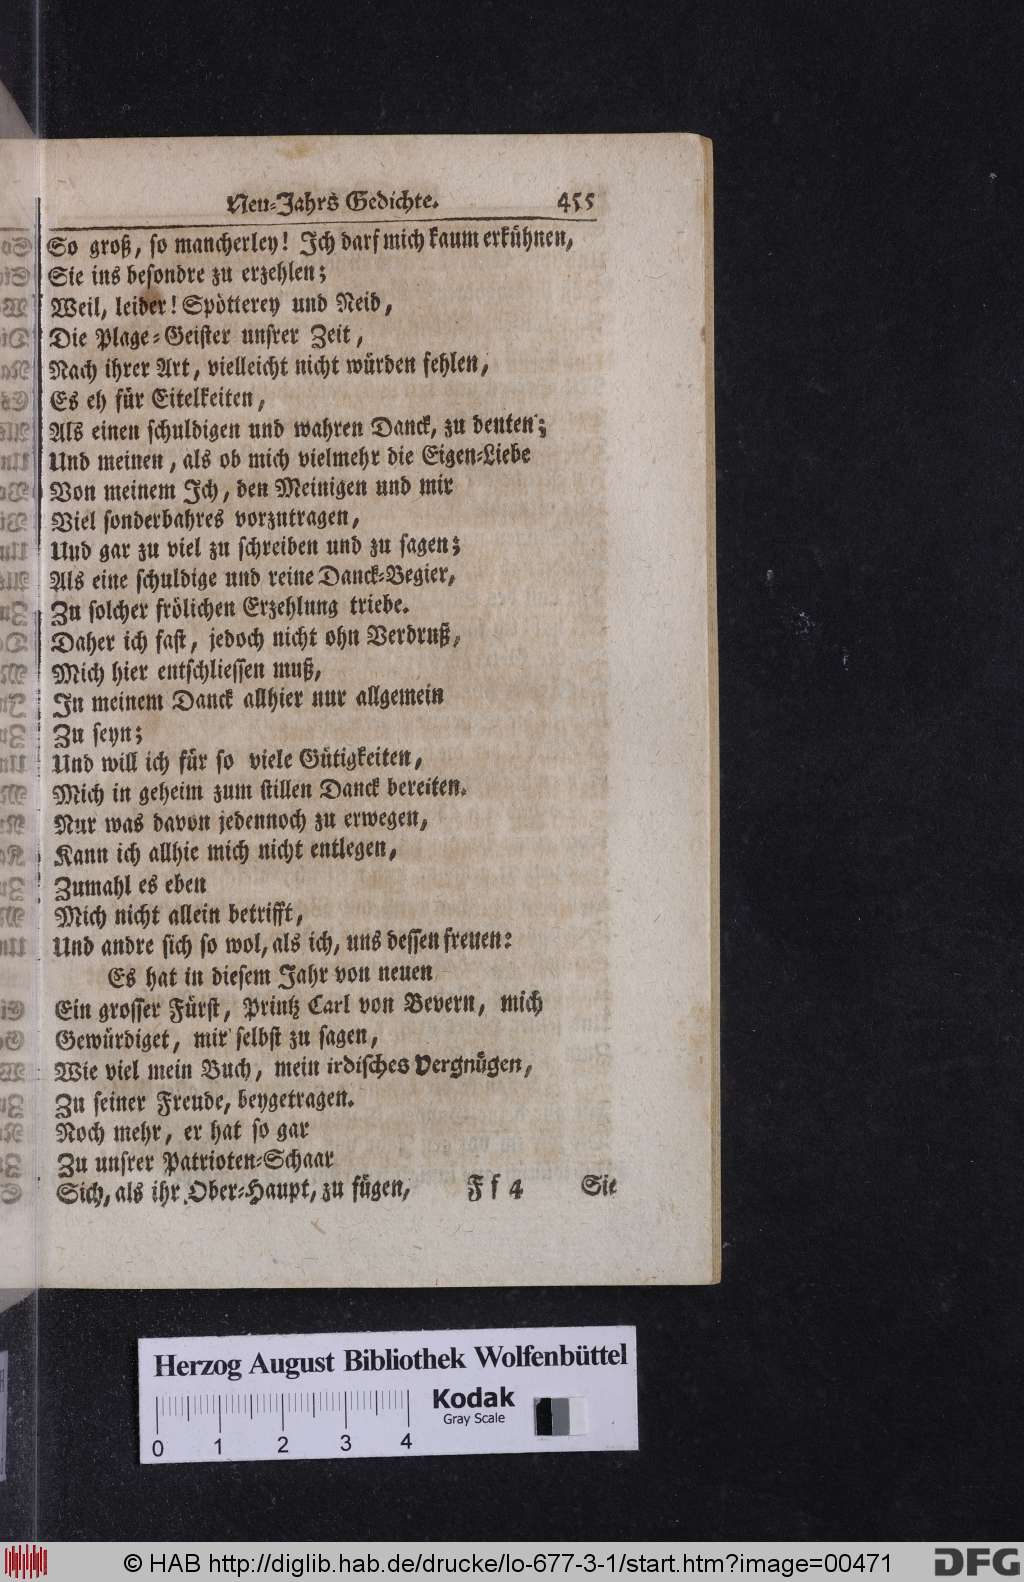 Neu-Jahrs Gedichte. 455
So groß, so mancherley! Ich darf mich kaum erkühnen,
Sie ins besondre zu erzehlen;
Weil, leider! Spötterey und Neid,
Die Plage-Geister unsrer Zeit,
Nach ihrer Art, vielleicht nicht würden fehlen,
Es eh für Eitelkeiten,
Als einen schuldigen und wahren Danck, zu deuten;
Und meinen, als ob mich vielmehr die Eigen-Liebe
Von meinem Ich, den Meinigen und mir
Viel sonderbahres vorzutragen,
Und gar zu viel zu schreiben und zu sagen;
Als eine schuldige und reine Danck-Begier,
Zu solcher frölichen Erzehlung triebe.
Daher ich fast, jedoch nicht ohn Verdruß,
Mich hier entschliessen muß,
In meinem Danck allhier nur allgemein
Zu seyn;
Und will ich für so viele Gütigkeiten,
Mich in geheim zum stillen Danck bereiten.
Nur was davon jedennoch zu erwegen,
Kann ich allhie mich nicht entlegen,
Zumahl es eben
Mich nicht allein betrifft,
Und andre sich so wol, als ich, uns dessen freuen:
Es hat in diesem Jahr von neuen
Ein grosser Fürst, Printz Carl von Bevern, mich
Gewürdiget, mir selbst zu sagen,
Wie viel mein Buch, mein irdisches Vergnügen,
Zu seiner Freude, beygetragen.
Noch mehr, er hat so gar
Zu unsrer Patrioten-Schaar
Sich, als ihr Ober-Haupt, zu fügen,
F f 4 Sie
Herzog August Bibliothek Wolfenbüttel
Kodak
Gray Scale
0 1 2 3 4
© HAB http://diglib.hab.de/drucke/lo-677-3-1/start.htm?image=00471
DFG